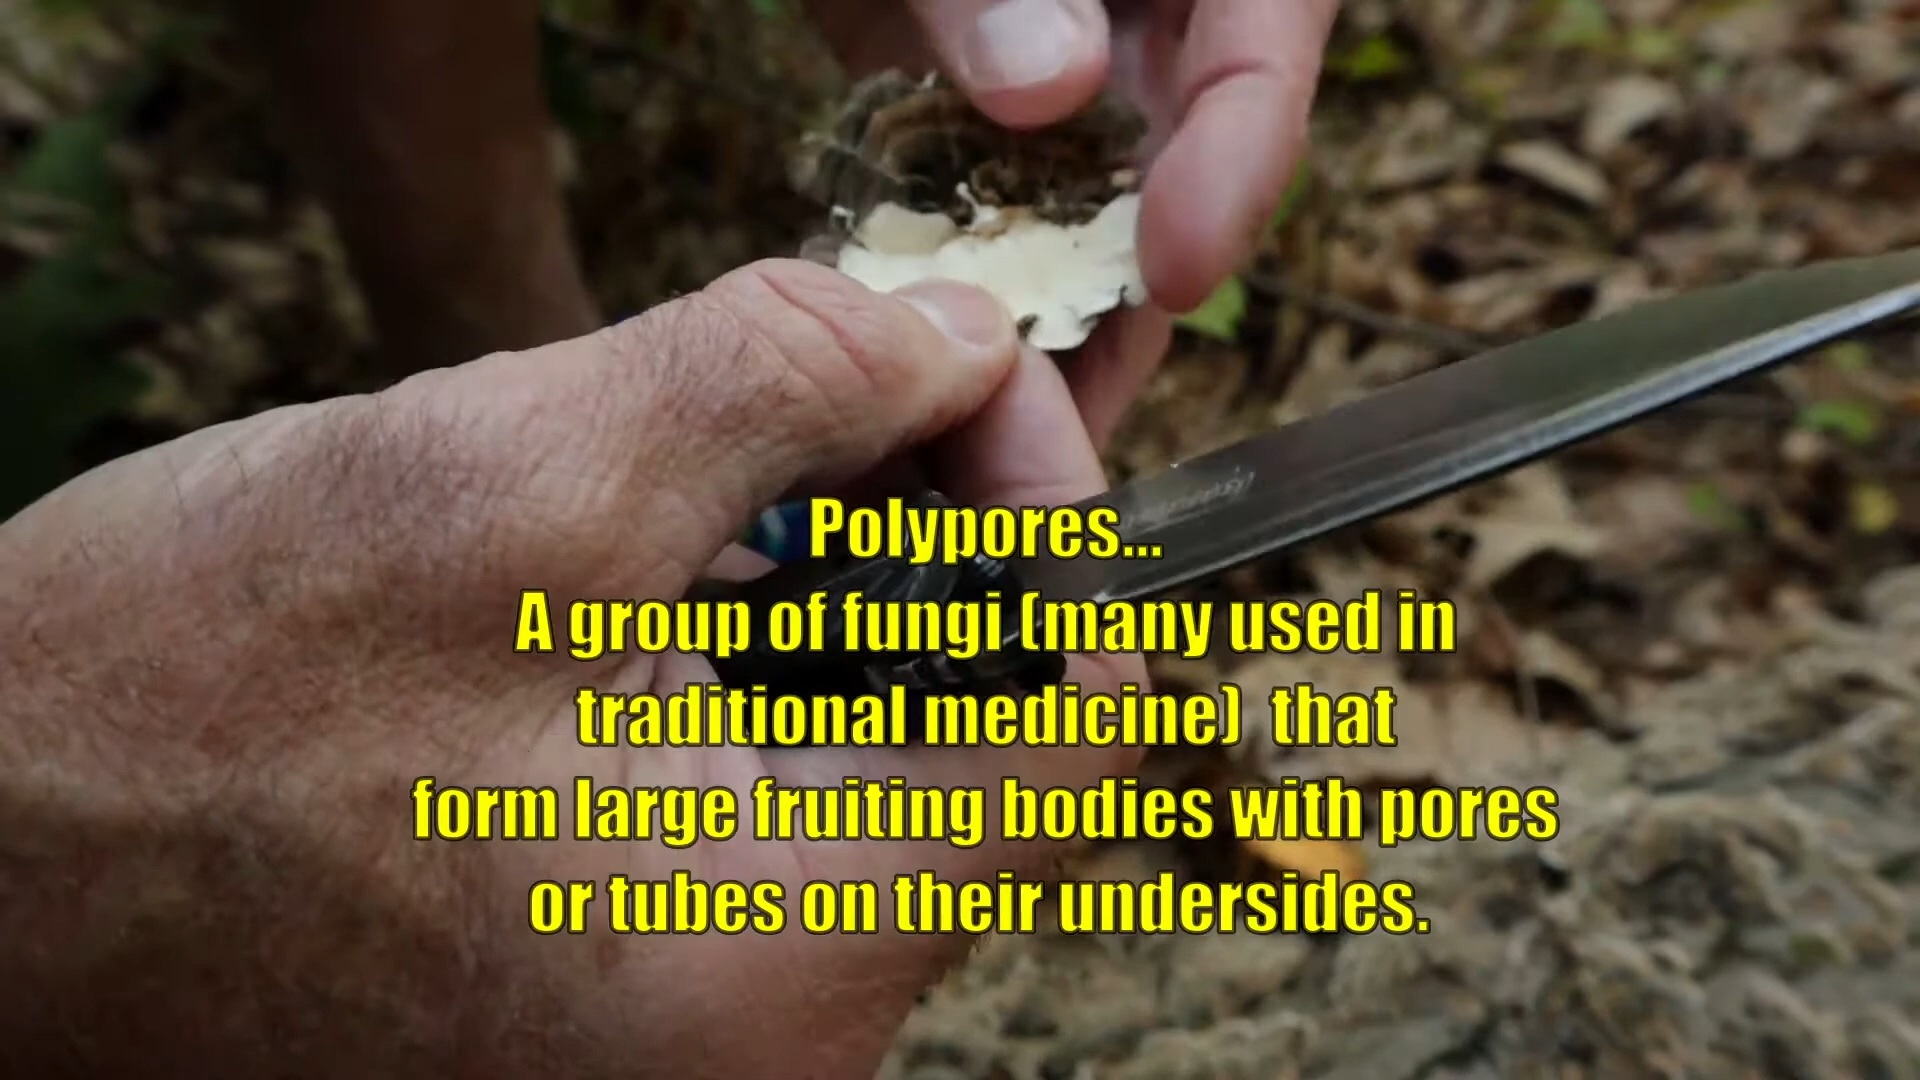 Polypores...
A group of fungi (many used in
traditional medicine)  that
form large fruiting bodies with pores
or tubes on their undersides.